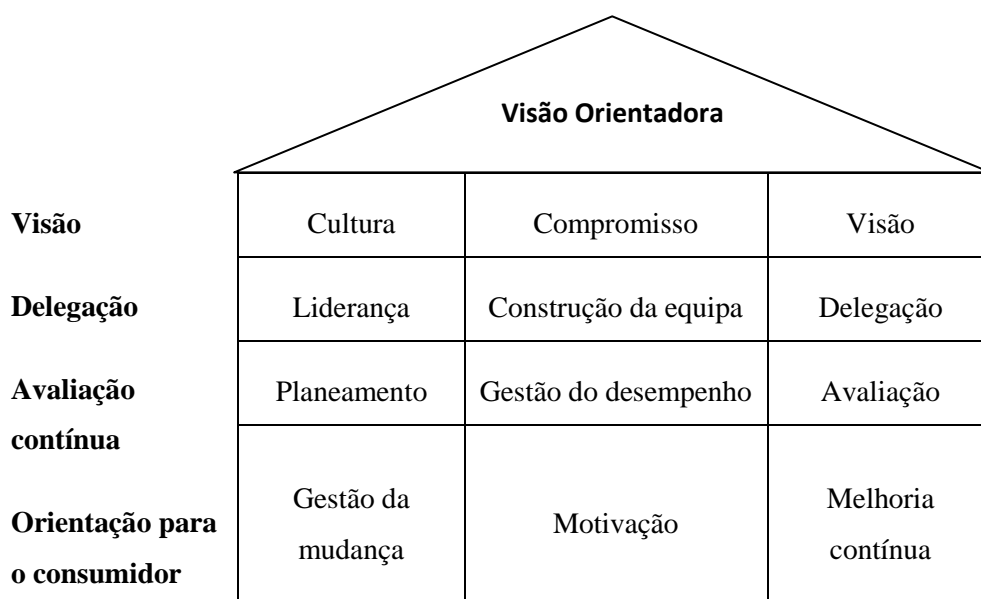 Visão Orientadora
Visão
Cultura
Compromisso
Visão
Delegação
Liderança
Construção da equipa
Delegação
Avaliação
contínua
Planeamento
Gestão do desempenho
Avaliação
Orientação para
o consumidor
Gestão da
mudança
Motivação
Melhoria
contínua